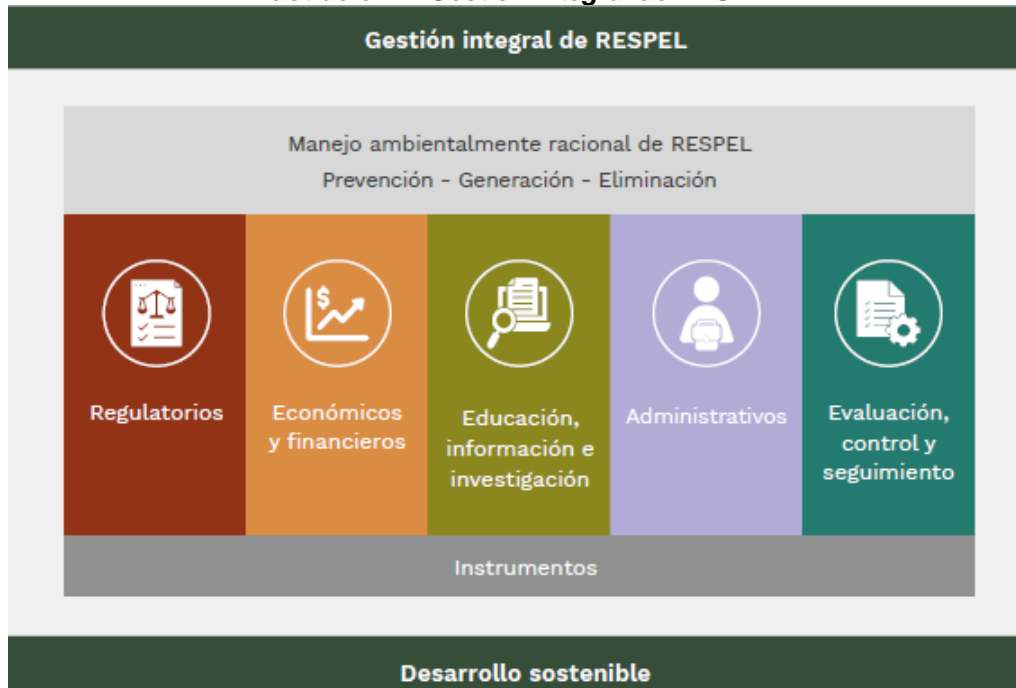 Gestión integral de RESPEL
Manejo ambientalmente racional de RESPEL
Prevención - Generación - Eliminación
Regulatorios
Económicos
y financieros
Educación,
información e
investigación
Administrativos
Evaluación,
control y
seguimiento
Instrumentos
Desarrollo sostenible